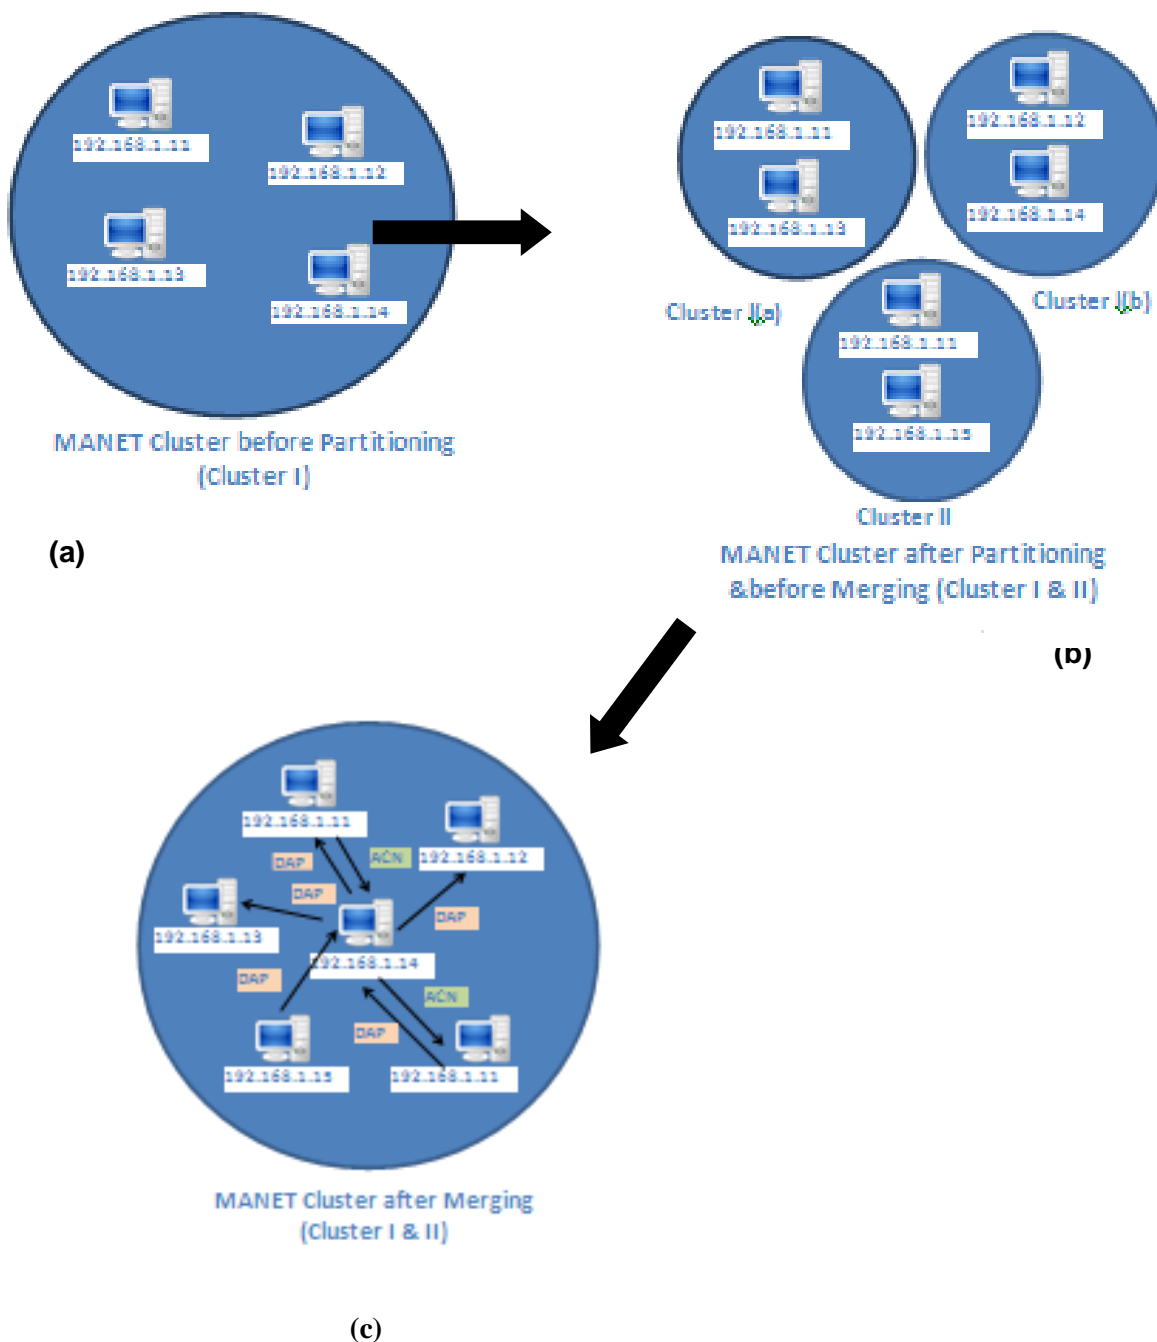 192.168.1.11
192.168.1.12
192.168.1.13
192.168.1.14
MANET Cluster before Partitioning
(Cluster I)
(a)
192.168.1.11
192.168.1.13
Cluster I(a)
192.168.1.12
192.168.1.14
Cluster I(b)
192.168.1.11
192.168.1.15
Cluster II
MANET Cluster after Partitioning
&before Merging (Cluster I & II)
(b)
192.168.1.11
192.168.1.12
DAP
ACN
DAP
192.168.1.13
DAP
192.168.1.14
DAP
ACN
DAP
192.168.1.15
192.168.1.11
MANET Cluster after Merging
(Cluster I & II)
(c)